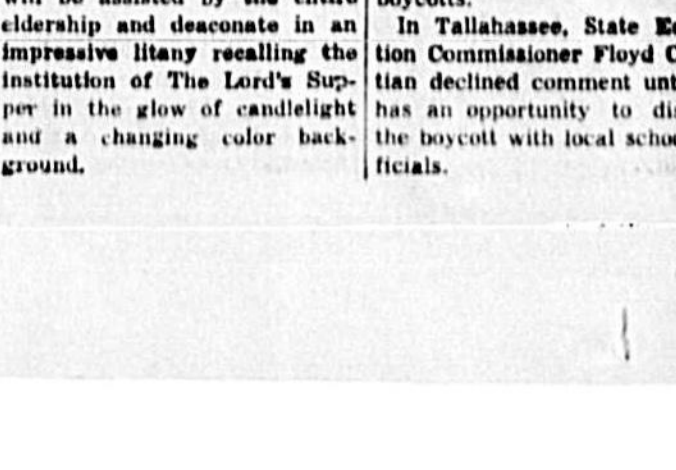 eldership and deaconate in an
impressive litany recalling the
institution of The Lord's Sup-
per in the glow of candlelight
and a changing color back-
ground.
boycotts.
In Tallahassee, State
tion Commissioner Floyd
tian declined comment
has an opportunity to
the boycott with local
ficials.